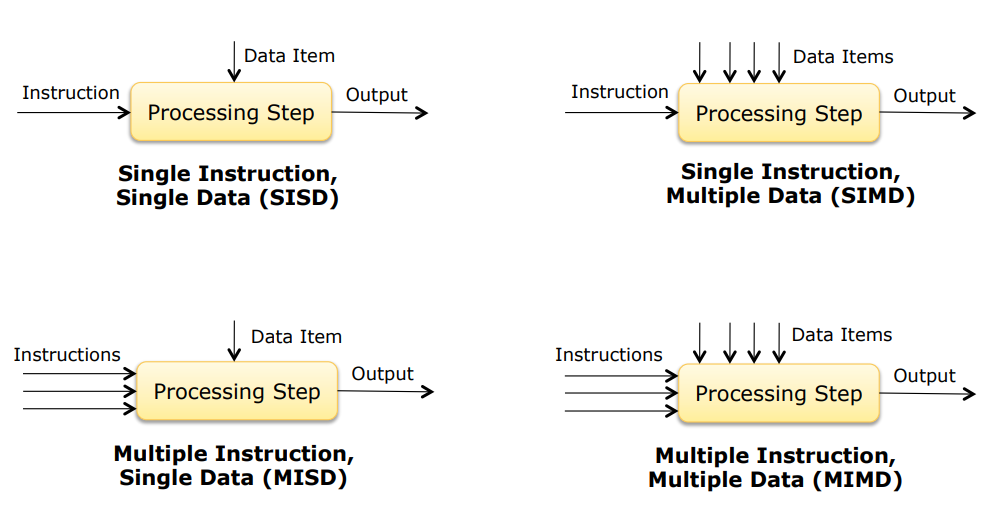 Data Item
Instruction
Processing Step
Output
Single Instruction,
Single Data (SISD)
Data Items
Instruction
Processing Step
Output
Single Instruction,
Multiple Data (SIMD)
Data Item
Instructions
Processing Step
Output
Multiple Instruction,
Single Data (MISD)
Data Items
Instructions
Processing Step
Output
Multiple Instruction,
Multiple Data (MIMD)